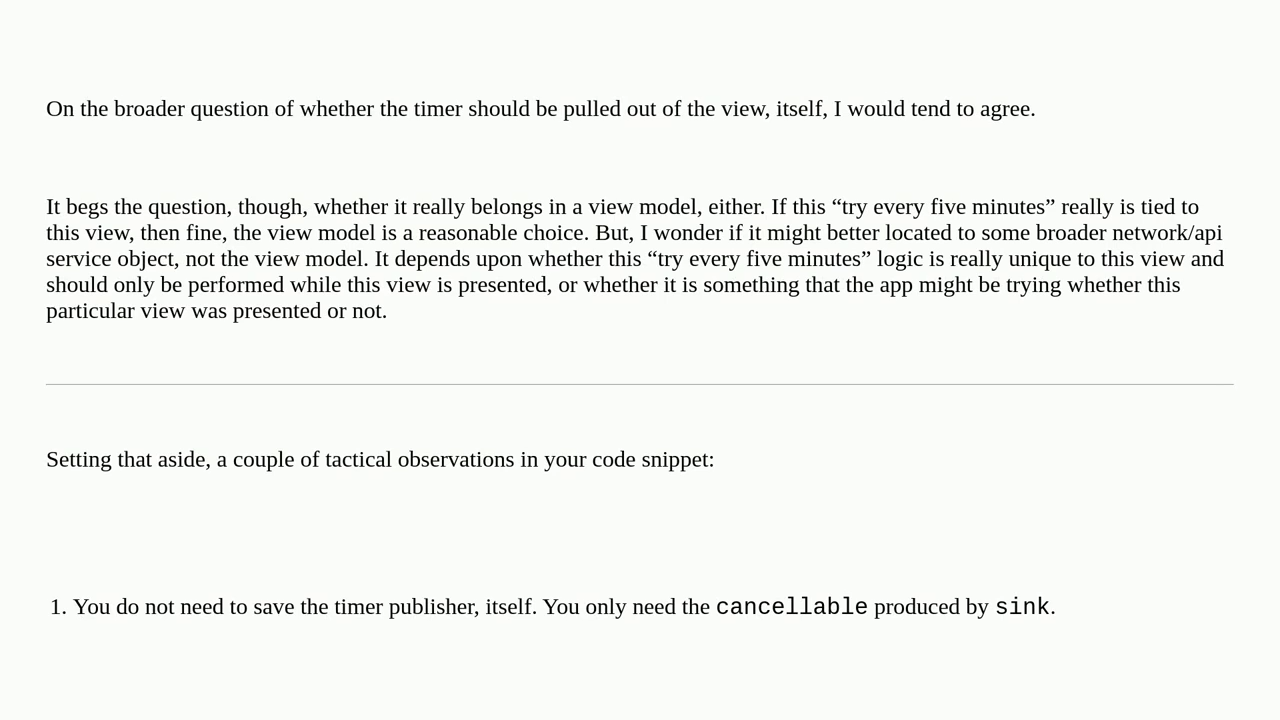 On the broader question of whether the timer should be pulled out of the view, itself, I would tend to agree.
It begs the question, though, whether it really belongs in a view model, either. If this “try every five minutes” really is tied to
this view, then fine, the view model is a reasonable choice. But, I wonder if it might better located to some broader network/api
service object, not the view model. It depends upon whether this “try every five minutes” logic is really unique to this view and
should only be performed while this view is presented, or whether it is something that the app might be trying whether this
particular view was presented or not.
Setting that aside, a couple of tactical observations in your code snippet:
1. You do not need to save the timer publisher, itself. You only need the cancellable produced by sink.